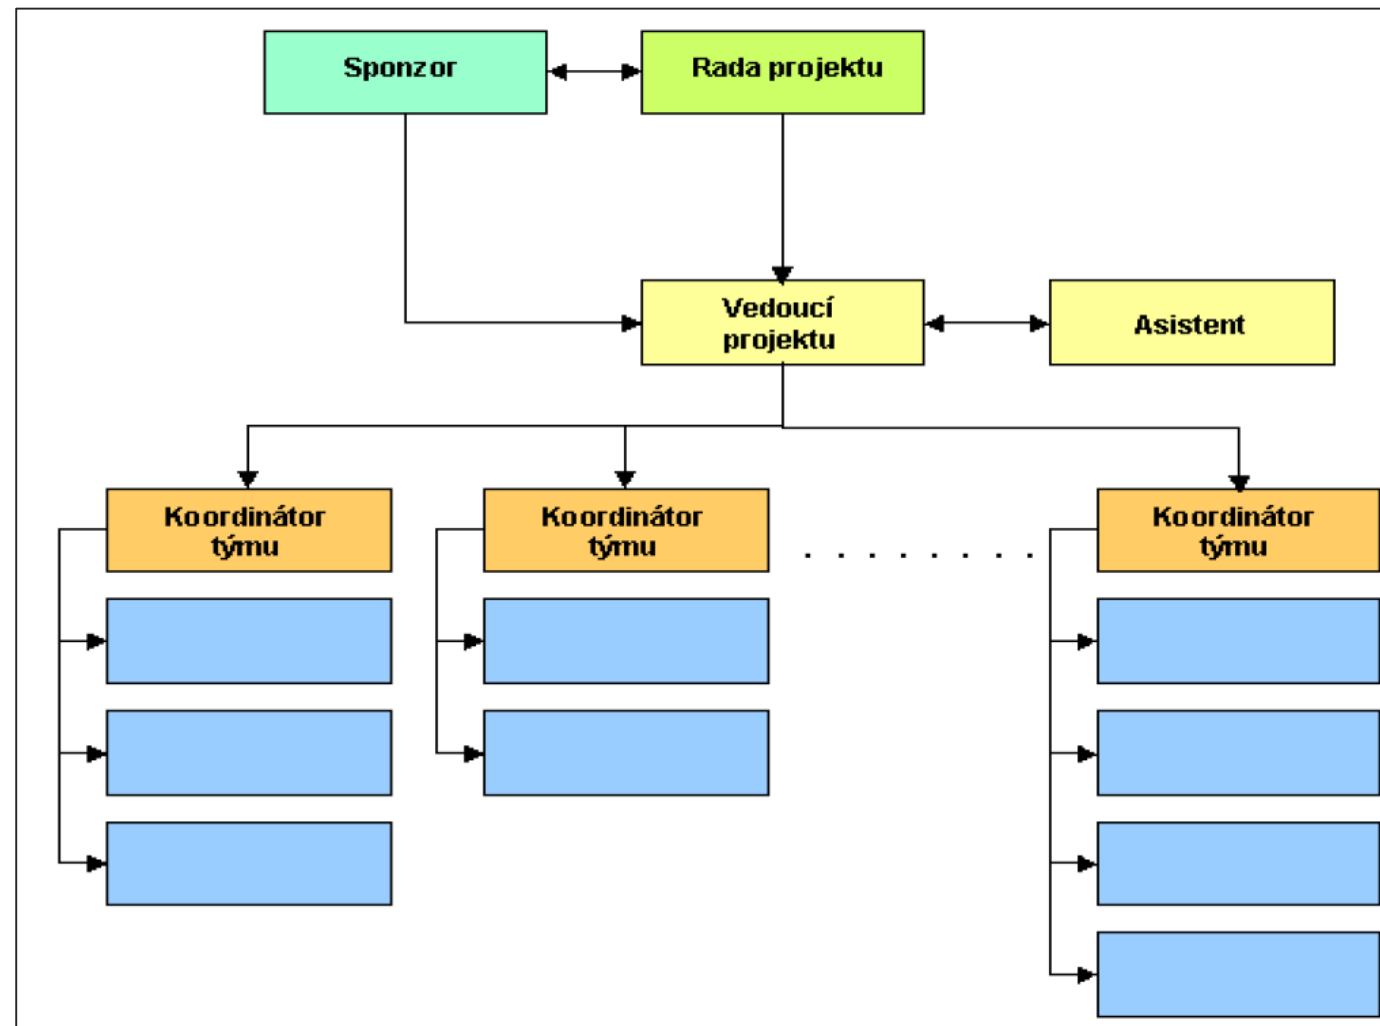 Sponzor
Rada projektu
Vedoucí
projektu
Asistent
Koordinátor
týmu
Koordinátor
týmu
. . . . . . . .
Koordinátor
týmu